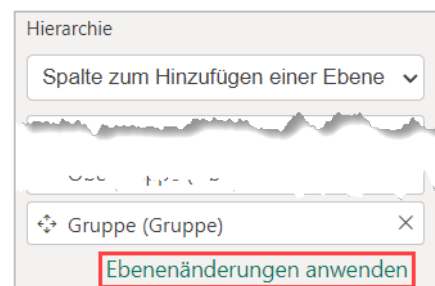 Hierarchie
Spalte zum Hinzufügen einer Ebene
Gruppe (Gruppe)
Ebenenänderungen anwenden